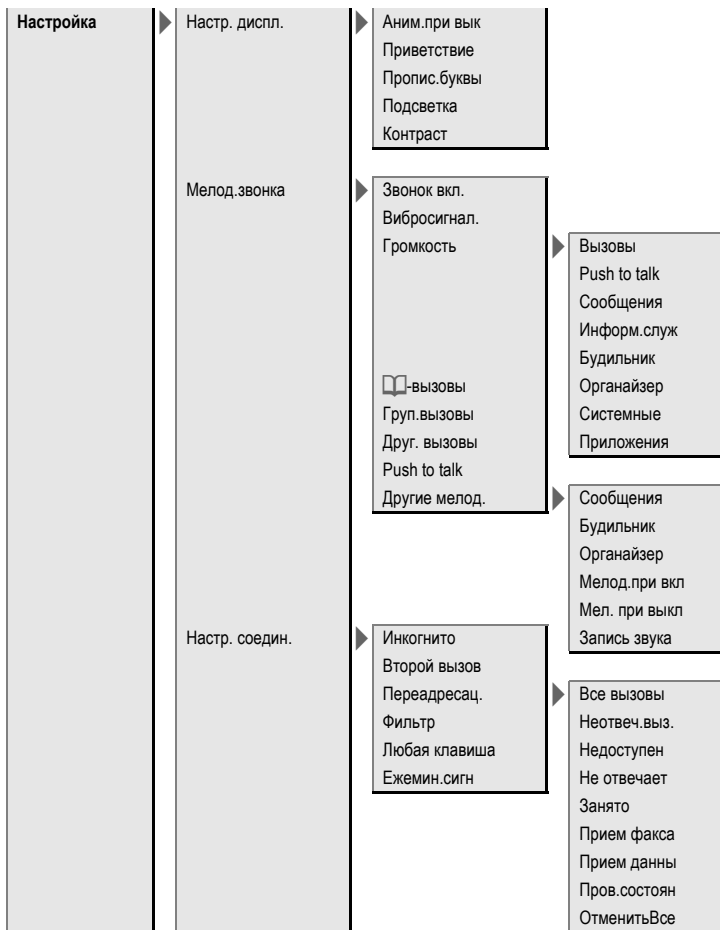 Настройка
Настр. диспл.
Аним.при вык
Приветствие
Пропис.буквы
Подсветка
Контраст
Мелод.звонка
Звонок вкл.
Вибросигнал.
Громкость
Вызовы
Push to talk
Сообщения
Информ.служ
Будильник
Органайзер
Системные
Приложения
-вызовы
Груп.вызовы
Друг. вызовы
Push to talk
Другие мелод.
Сообщения
Будильник
Органайзер
Мелод.при вкл
Мел. при выкл
Запись звука
Настр. соедин.
Инкогнито
Второй вызов
Переадресац.
Фильтр
Любая клавиша
Ежемин.сигн
Все вызовы
Неотвеч.выз.
Недоступен
Не отвечает
Занято
Прием факса
Прием данны
Пров.состоян
ОтменитьВсе